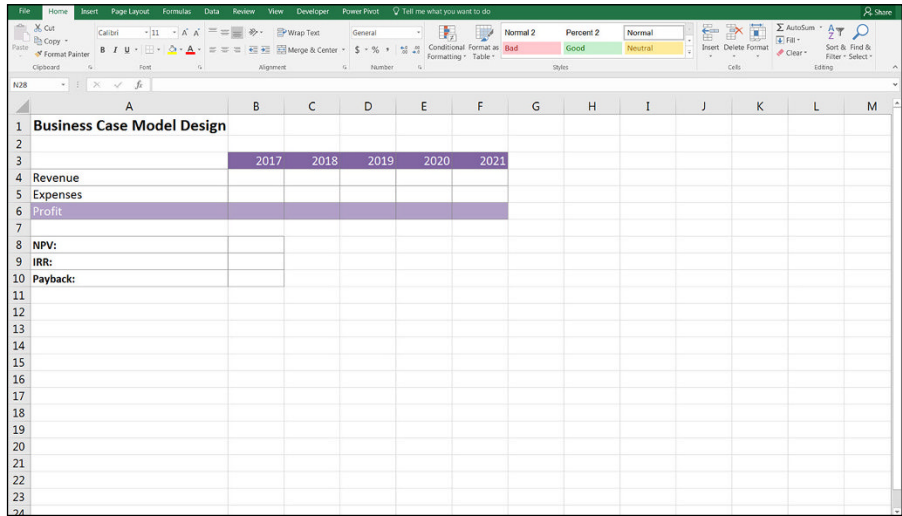 File Home Insert Page Layout Formulas Data Review View Developer Power Pivot Tell me what you want to do Share
Cut Calibri 11 A A Wrap Text General Normal 2 Percent 2 Normal AutoSum
Paste Copy Fill
Format Painter B I U A Merge & Center $ % , Conditional Formatting Format as Table Bad Good Neutral Insert Delete Format Clear Sort & Filter Find & Select
Clipboard Font Alignment Number Styles Cells Editing
N28 fx
A B C D E F G H I J K L M
1 Business Case Model Design
2
3 2017 2018 2019 2020 2021
4 Revenue
5 Expenses
6 Profit
7
8 NPV:
9 IRR:
10 Payback:
11
12
13
14
15
16
17
18
19
20
21
22
23
24